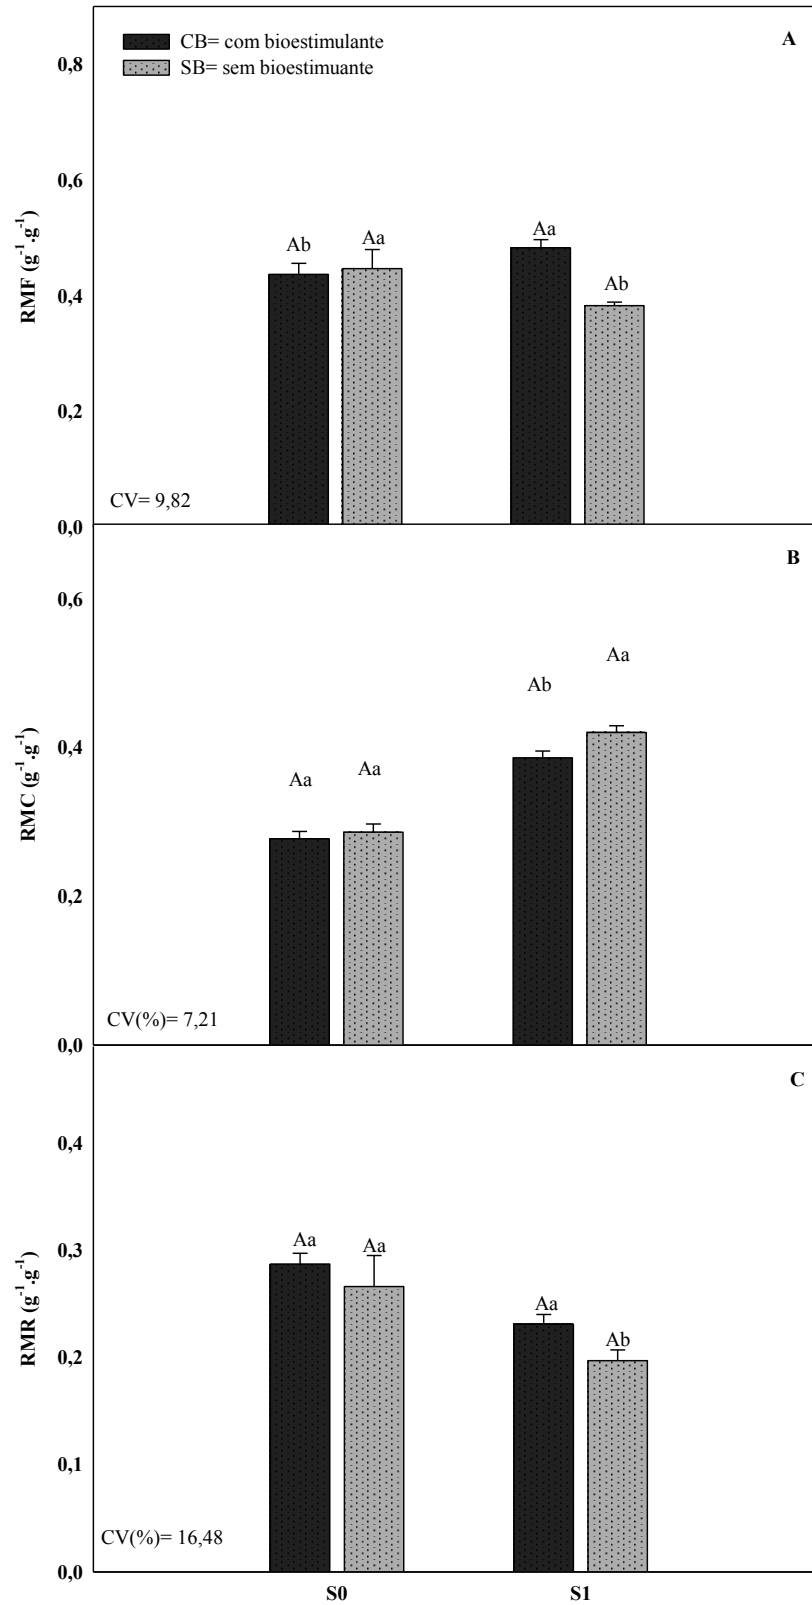 A
CB= com bioestimulante
SB= sem bioestimuante
0,8
0,6
0,4
0,2
0,0
RMF (g⁻¹.g⁻¹)
Ab
Aa
Aa
Ab
CV= 9,82
B
0,6
0,4
0,2
0,0
RMC (g⁻¹.g⁻¹)
Aa
Aa
Ab
Aa
CV(%)= 7,21
C
0,4
0,3
0,2
0,1
0,0
RMR (g⁻¹.g⁻¹)
Aa
Aa
Aa
Ab
CV(%)= 16,48
S0
S1